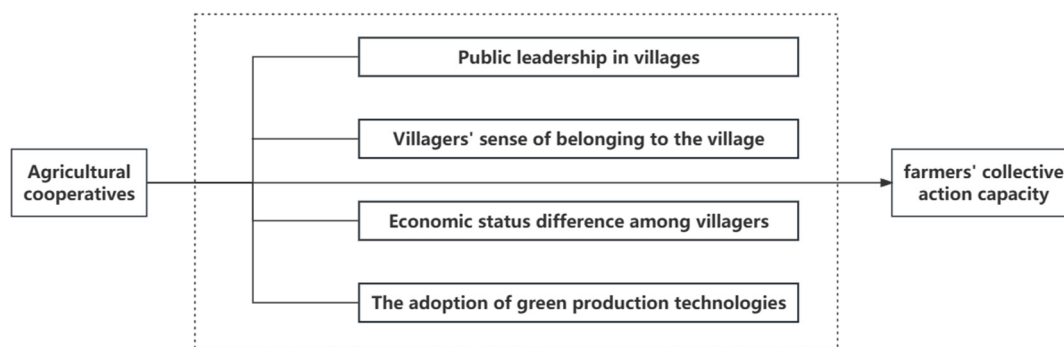 Public leadership in villages
Villagers' sense of belonging to the village
Agricultural
cooperatives
farmers' collective
action capacity
Economic status difference among villagers
The adoption of green production technologies